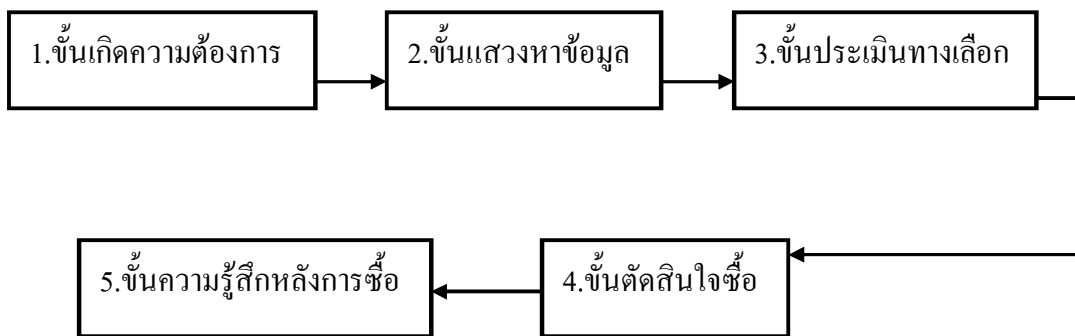 1.ขั้นเกิดความต้องการ
2.ขั้นแสวงหาข้อมูล
3.ขั้นประเมินทางเลือก
4.ขั้นตัดสินใจซื้อ
5.ขั้นความรู้สึกหลังการซื้อ